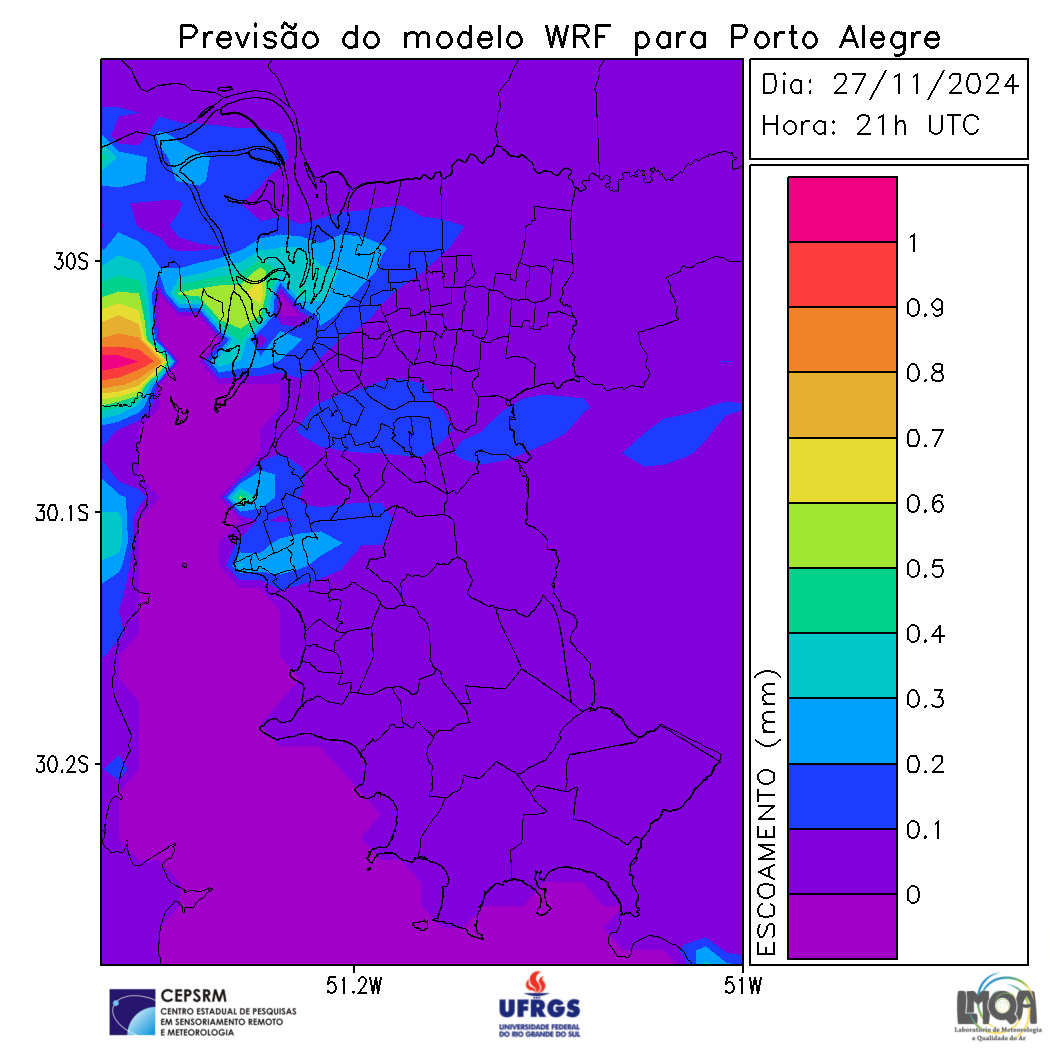 Previsão do modelo WRF para Porto Alegre
Dia: 27/11/2024
Hora: 21h UTC
30S
30.1S
30.2S
51.2W
51W
ESCOAMENTO (mm)
1
0.9
0.8
0.7
0.6
0.5
0.4
0.3
0.2
0.1
0
CEPSRM
CENTRO ESTADUAL DE PESQUISAS
EM SENSORIAMENTO REMOTO
E METEOROLOGIA
UFRGS
UNIVERSIDADE FEDERAL
DO RIO GRANDE DO SUL
LMQA
Laboratório de Meteorologia
e Qualidade do Ar